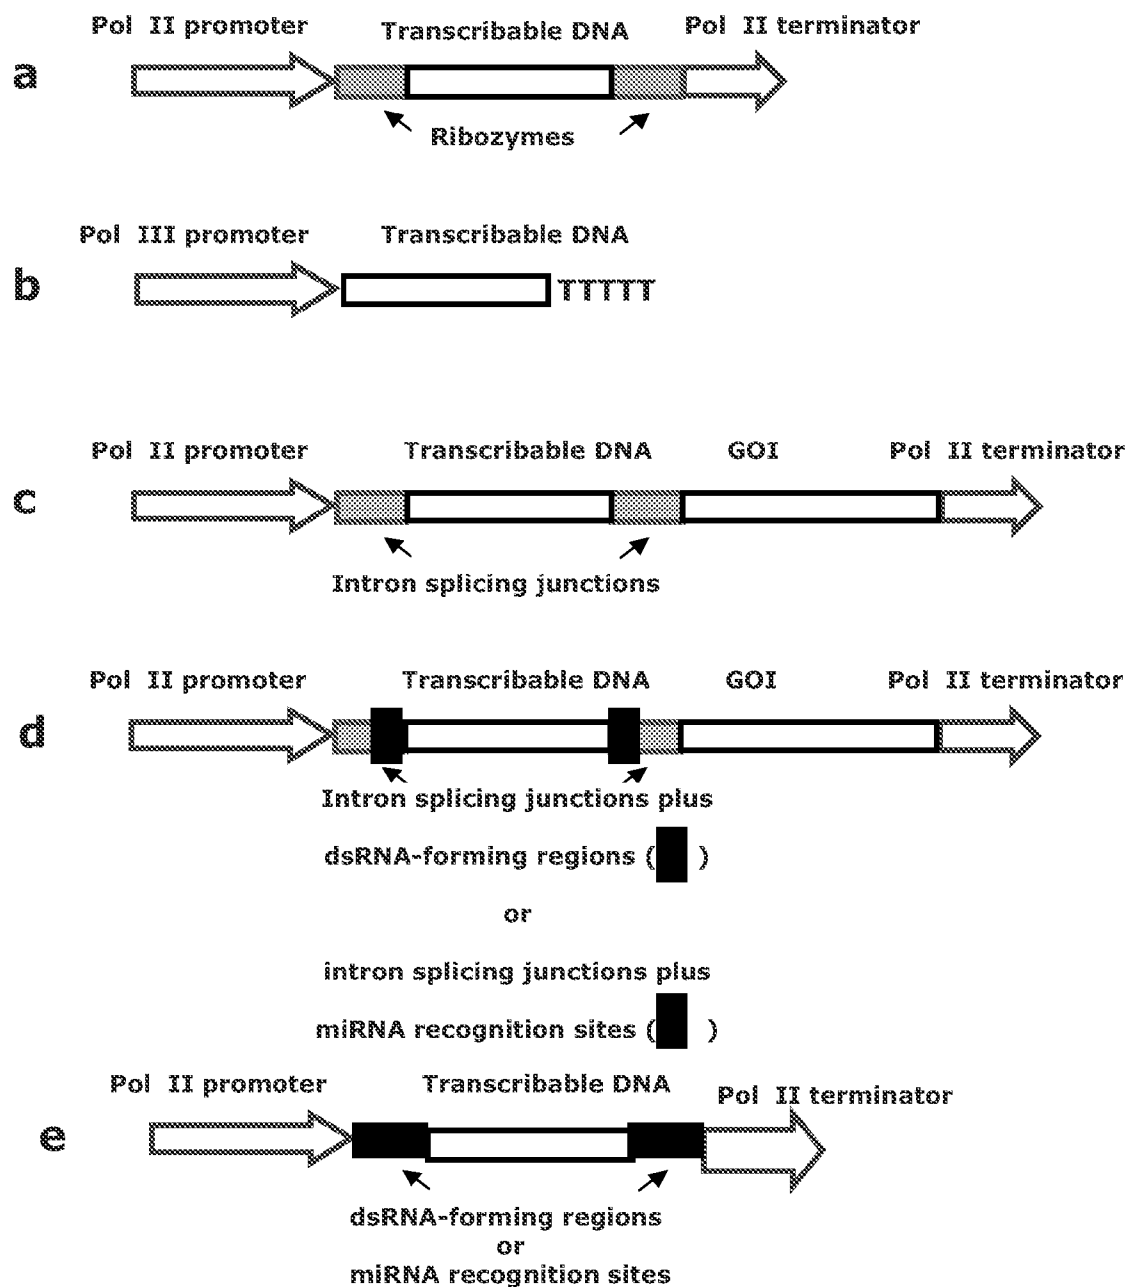 Pol II promoter Transcribable DNA Pol II terminator
a
Ribozymes
Pol III promoter Transcribable DNA
b TTTTT
Pol II promoter Transcribable DNA GOI Pol II terminator
c
Intron splicing junctions
Pol II promoter Transcribable DNA GOI Pol II terminator
d
Intron splicing junctions plus
dsRNA-forming regions ( )
or
intron splicing junctions plus
miRNA recognition sites ( )
Pol II promoter Transcribable DNA Pol II terminator
e
dsRNA-forming regions
or
miRNA recognition sites